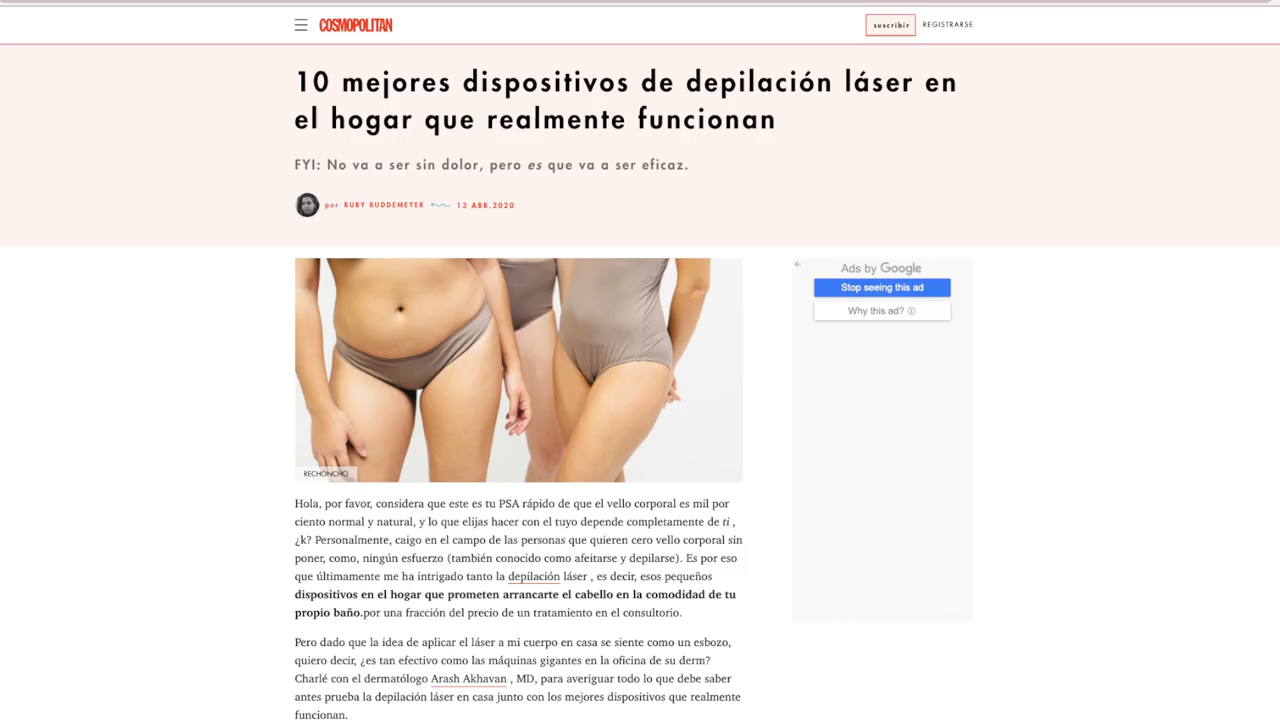 COSMOPOLITAN
suscribir
REGISTRARSE
10 mejores dispositivos de depilación láser en
el hogar que realmente funcionan
FYI: No va a ser sin dolor, pero es que va a ser eficaz.
por RUBY BUDDEMEYER 13 ABR.2020
RECHONCHO
Hola, por favor, considera que este es tu PSA rápido de que el vello corporal es mil por
ciento normal y natural, y lo que elijas hacer con el tuyo depende completamente de ti ,
¿k? Personalmente, caigo en el campo de las personas que quieren cero vello corporal sin
poner, como, ningún esfuerzo (también conocido como afeitarse y depilarse). Es por eso
que últimamente me ha intrigado tanto la depilación láser , es decir, esos pequeños
dispositivos en el hogar que prometen arrancarte el cabello en la comodidad de tu
propio baño.por una fracción del precio de un tratamiento en el consultorio.
Pero dado que la idea de aplicar el láser a mi cuerpo en casa se siente como un esbozo,
quiero decir, ¿es tan efectivo como las máquinas gigantes en la oficina de su derm?
Charlé con el dermatólogo Arash Akhavan , MD, para averiguar todo lo que debe saber
antes prueba la depilación láser en casa junto con los mejores dispositivos que realmente
funcionan.
Ads by Google
Stop seeing this ad
Why this ad?